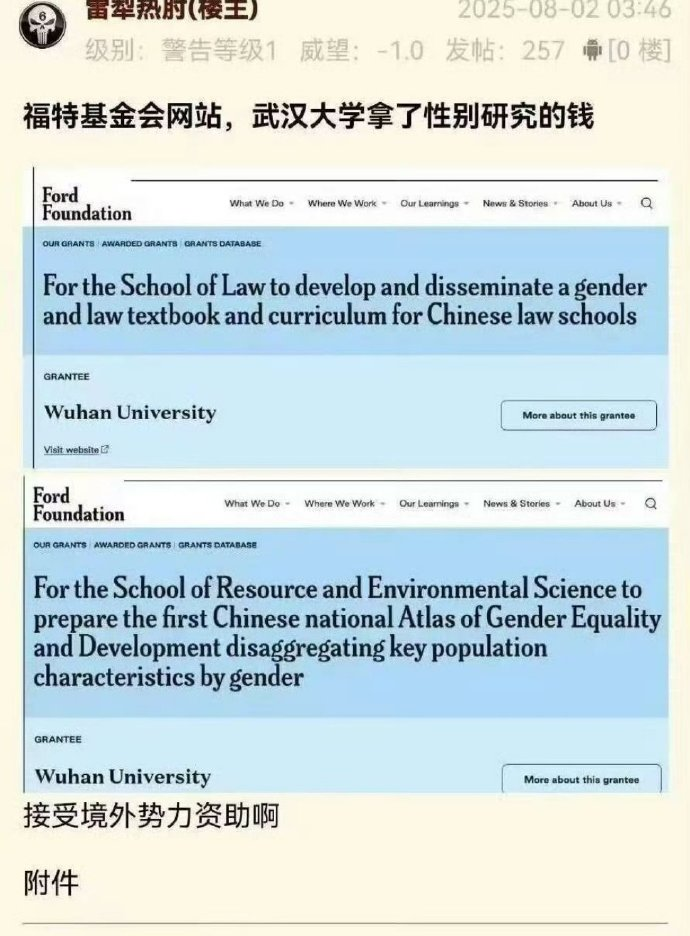 雷犁热肘(楼主)
2025-08-02 03:46
级别: 警告等级1 威望: -1.0 发帖: 257 [0 楼]
福特基金会网站，武汉大学拿了性别研究的钱
Ford
Foundation
What We Do Where We Work Our Learnings News & Stories About Us
OUR GRANTS AWARDED GRANTS GRANTS DATABASE
For the School of Law to develop and disseminate a gender
and law textbook and curriculum for Chinese law schools
GRANTEE
Wuhan University
More about this grantee
Visit website
Ford
Foundation
What We Do Where We Work Our Learnings News & Stories About Us
OUR GRANTS AWARDED GRANTS GRANTS DATABASE
For the School of Resource and Environmental Science to
prepare the first Chinese national Atlas of Gender Equality
and Development disaggregating key population
characteristics by gender
GRANTEE
Wuhan University
More about this grantee
接受境外势力资助啊
附件